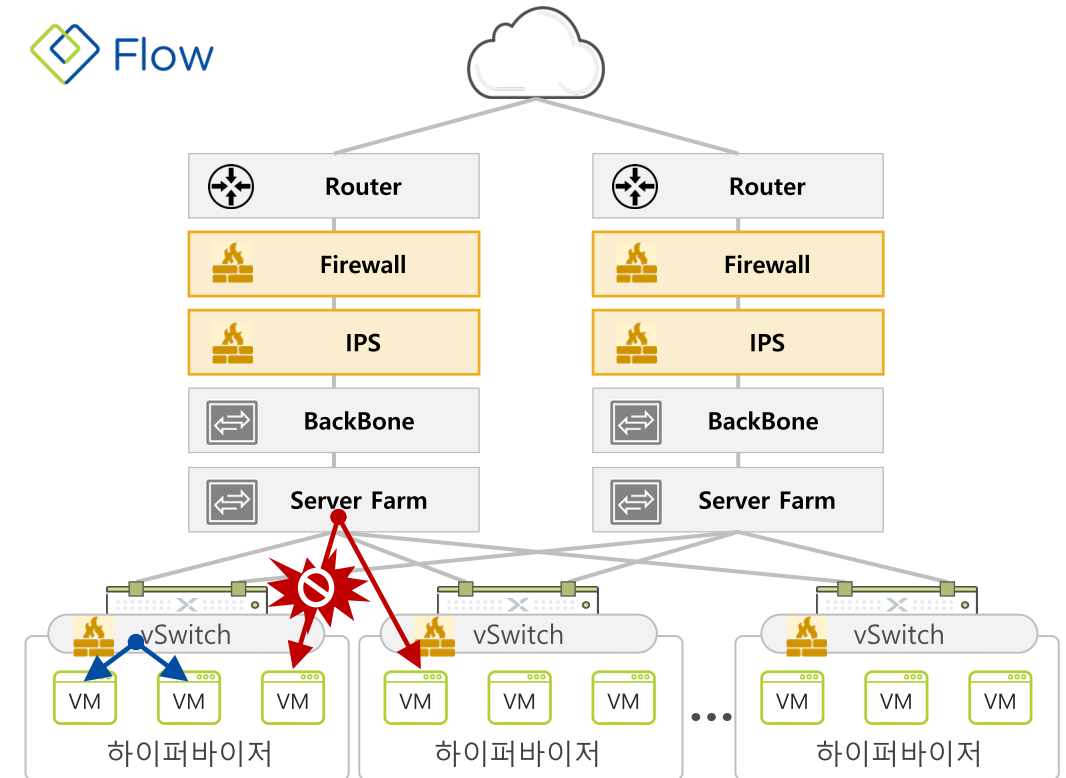 Flow
Router
Router
Firewall
Firewall
IPS
IPS
BackBone
BackBone
Server Farm
Server Farm
vSwitch
vSwitch
vSwitch
VM
VM
VM
VM
VM
VM
VM
VM
VM
하이퍼바이저
하이퍼바이저
하이퍼바이저